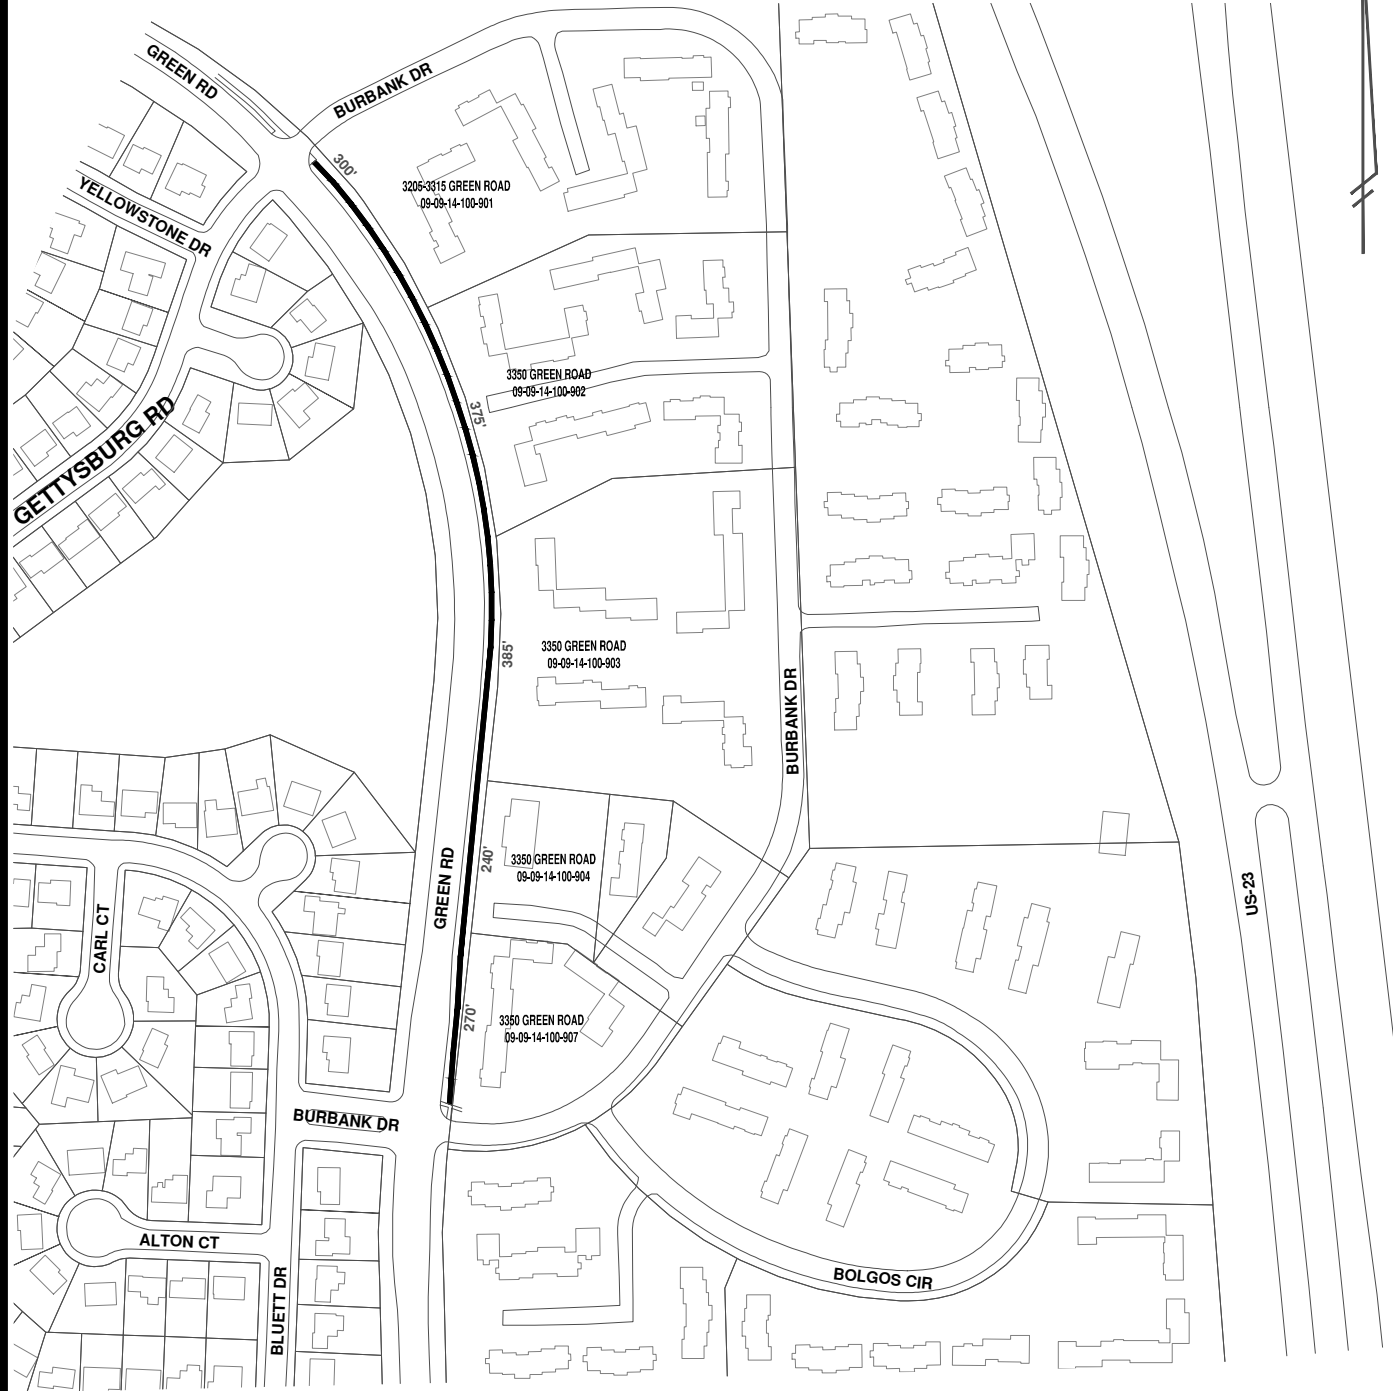 GREEN RD
BURBANK DR
300'
3205-3315 GREEN ROAD
09-09-14-100-901
YELLOWSTONE DR
3350 GREEN ROAD
09-09-14-100-902
375'
GETTYSBURG RD
385'
3350 GREEN ROAD
09-09-14-100-903
BURBANK DR
240'
3350 GREEN ROAD
09-09-14-100-904
GREEN RD
US-23
CARL CT
270'
3350 GREEN ROAD
09-09-14-100-907
BURBANK DR
ALTON CT
BLUETT DR
BOLGOS CIR